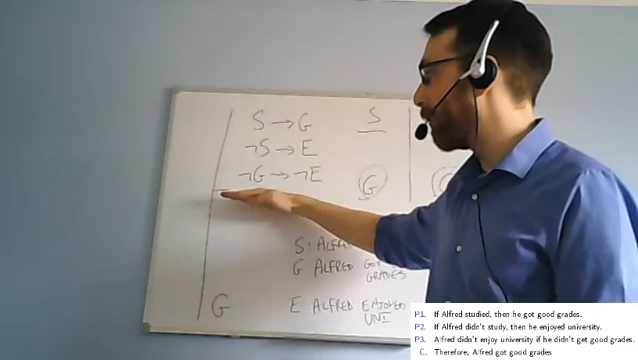 S → G
S
¬S → E
¬G → ¬E
G
S: ALFRED
G ALFRED GOT
GRADES
G
E ALFRED ENJOYED
UNI
P1. If Alfred studied, then he got good grades.
P2. If Alfred didn't study, then he enjoyed university.
P3. Alfred didn't enjoy university if he didn't get good grades.
C. Therefore, Alfred got good grades